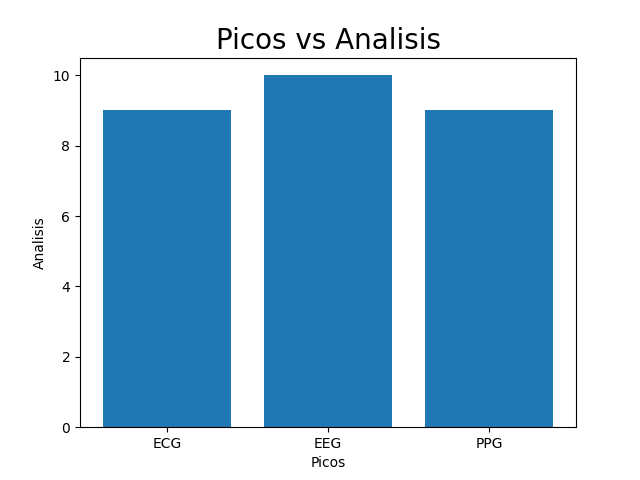 Picos vs Analisis
10
8
6
4
2
0
Analisis
ECG
EEG
PPG
Picos